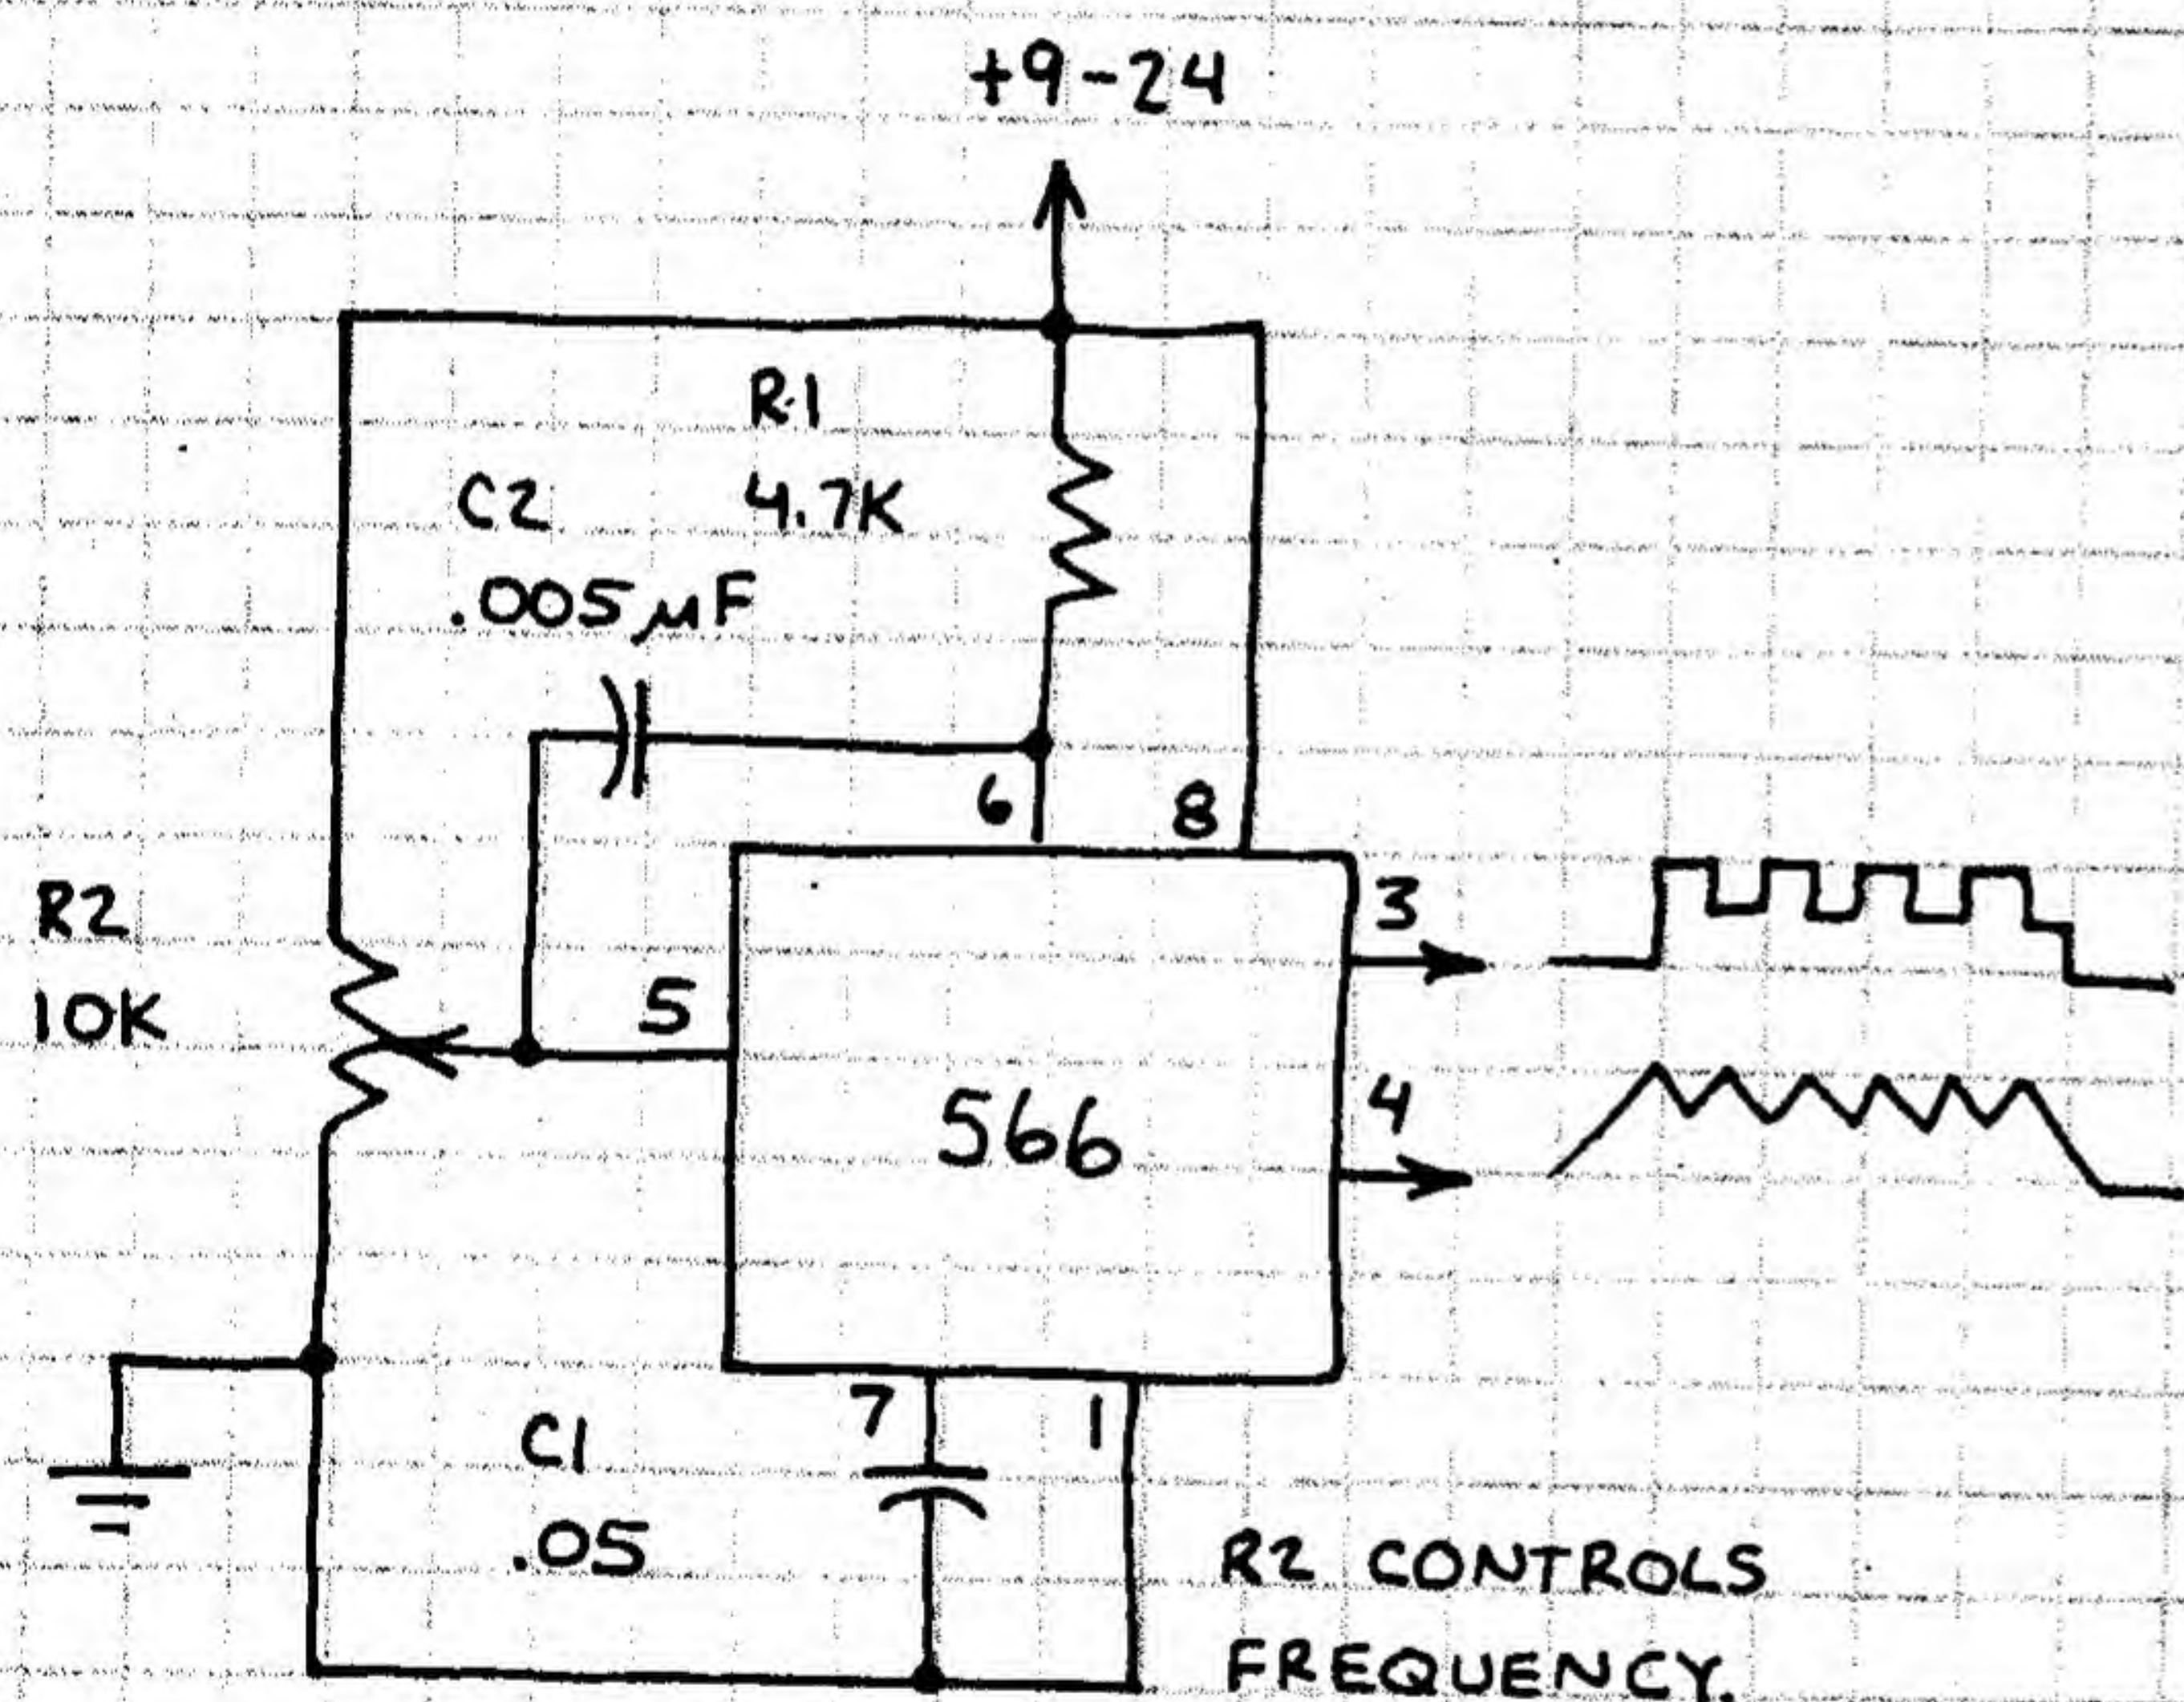 +9-24
R1
4.7K
C2
.005µF
6
8
R2
10K
5
3
4
566
7
1
C1
.05
R2 CONTROLS
FREQUENCY.